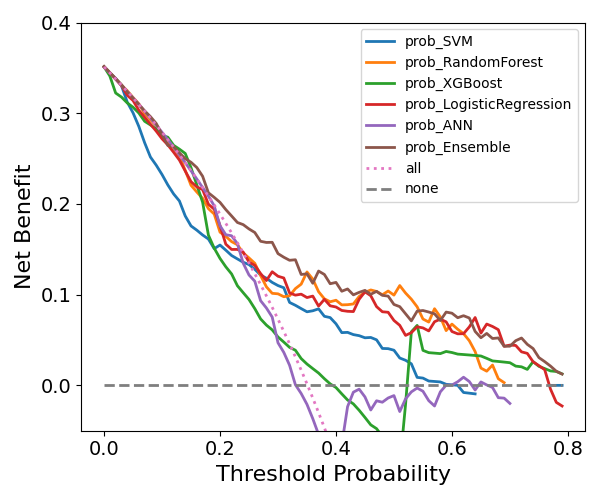 0.4
0.3
0.2
0.1
0.0
Net Benefit
prob_SVM
prob_RandomForest
prob_XGBoost
prob_LogisticRegression
prob_ANN
prob_Ensemble
all
none
0.0 0.2 0.4 0.6 0.8
Threshold Probability